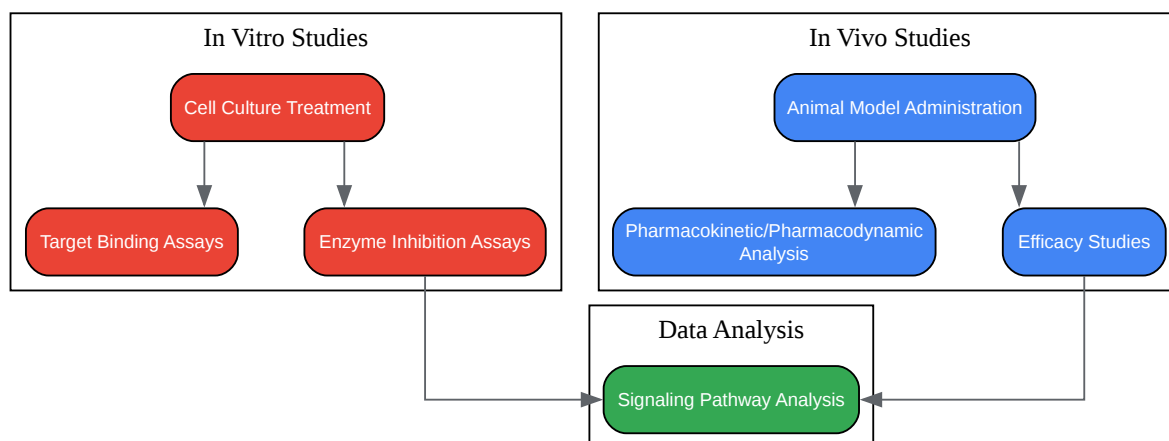 In Vitro Studies
Cell Culture Treatment
Target Binding Assays
Enzyme Inhibition Assays
In Vivo Studies
Animal Model Administration
Pharmacokinetic/Pharmacodynamic
Analysis
Efficacy Studies
Data Analysis
Signaling Pathway Analysis